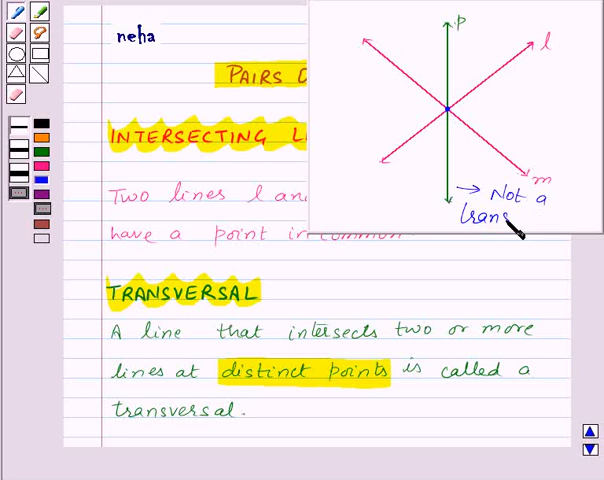 neha
PAIRS
INTERSECTING
Two lines l and
have a point in common
TRANSVERSAL
A line that intersects two or more
lines at distinct points is called a
transversal.
p
l
m
→ Not a
trans